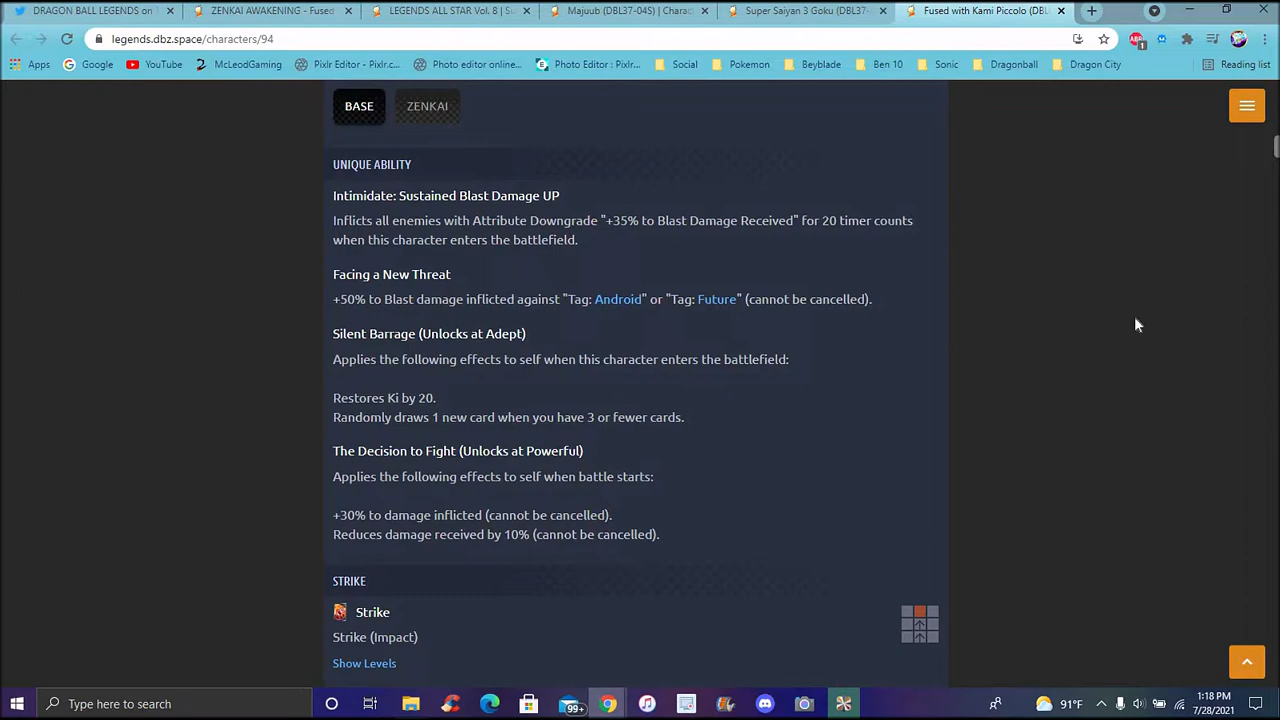 DRAGON BALL LEGENDS on T
ZENKAI AWAKENING - Fused
LEGENDS ALL STAR Vol. 8 | Su
Majuub (DBL37-04S) | Charac
Super Saiyan 3 Goku (DBL37-
Fused with Kami Piccolo (DBL
legends.dbz.space/characters/94
ABP
1
Apps
Google
YouTube
McLeodGaming
Pixlr Editor - Pixlr.c...
Photo editor online...
Photo Editor : Pixlr...
Social
Pokemon
Beyblade
Ben 10
Sonic
Dragonball
Dragon City
Reading list
BASE
ZENKAI
UNIQUE ABILITY
Intimidate: Sustained Blast Damage UP
Inflicts all enemies with Attribute Downgrade "+35% to Blast Damage Received" for 20 timer counts
when this character enters the battlefield.
Facing a New Threat
+50% to Blast damage inflicted against "Tag: Android" or "Tag: Future" (cannot be cancelled).
Silent Barrage (Unlocks at Adept)
Applies the following effects to self when this character enters the battlefield:
Restores Ki by 20.
Randomly draws 1 new card when you have 3 or fewer cards.
The Decision to Fight (Unlocks at Powerful)
Applies the following effects to self when battle starts:
+30% to damage inflicted (cannot be cancelled).
Reduces damage received by 10% (cannot be cancelled).
STRIKE
Strike
Strike (Impact)
Show Levels
Type here to search
99+
91°F
1:18 PM
7/28/2021